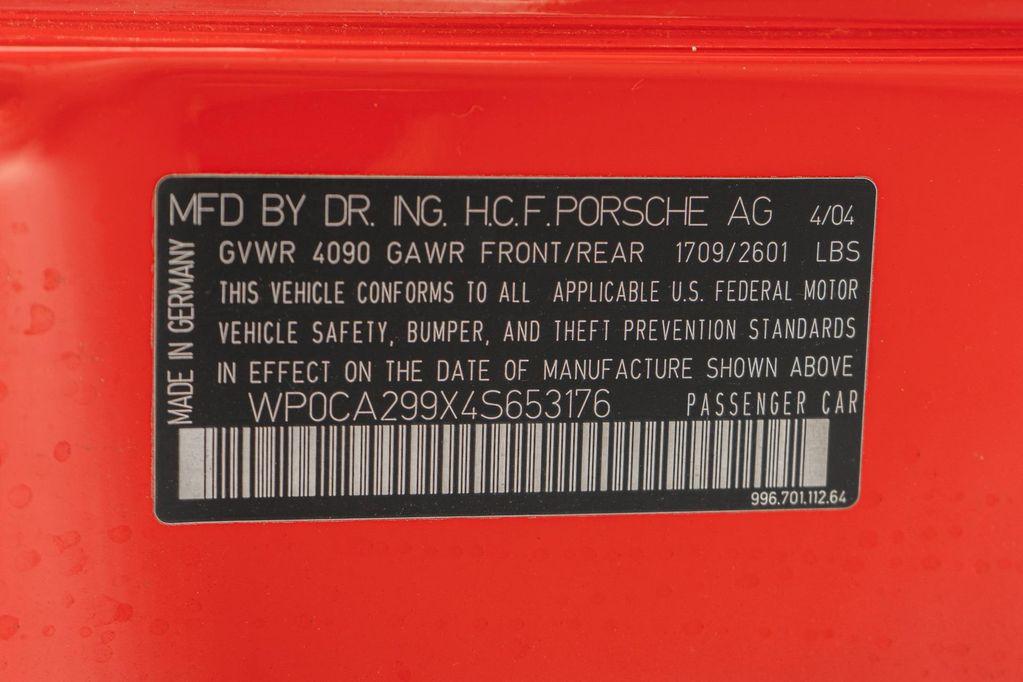 MFD BY DR. ING. H.C.F. PORSCHE AG 4/04
GVWR 4090 GAWR FRONT/REAR 1709/2601 LBS
THIS VEHICLE CONFORMS TO ALL APPLICABLE U.S. FEDERAL MOTOR
VEHICLE SAFETY, BUMPER, AND THEFT PREVENTION STANDARDS
IN EFFECT ON THE DATE OF MANUFACTURE SHOWN ABOVE
WP0CA299X4S653176 PASSENGER CAR
996.701.112.64
MADE IN GERMANY